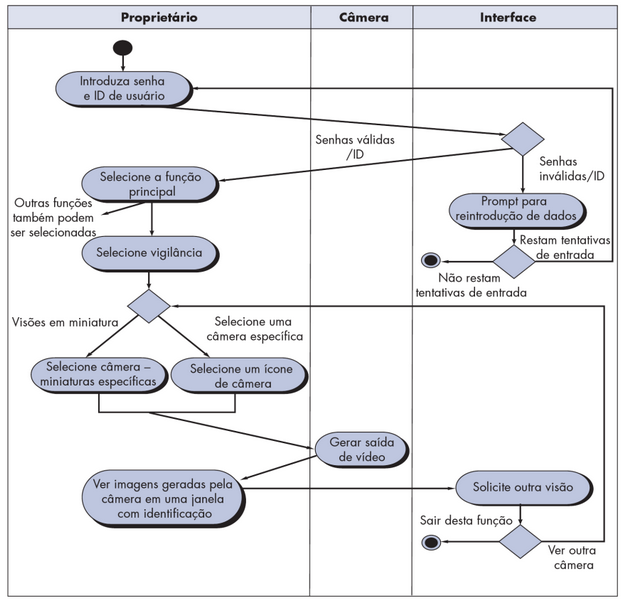 Proprietário
Câmera
Interface
Introduza senha
e ID de usuário
Senhas válidas
/ID
Senhas
inválidas/ID
Selecione a função
principal
Prompt para
reintrodução de dados
Outras funções
também podem
ser selecionadas
Restam tentativas
de entrada
Selecione vigilância
Não restam
tentativas de entrada
Visões em miniatura
Selecione uma
câmera específica
Selecione câmera –
miniaturas específicas
Selecione um ícone
de câmera
Gerar saída
de vídeo
Ver imagens geradas pela
câmera em uma janela
com identificação
Solicite outra visão
Sair desta função
Ver outra
câmera